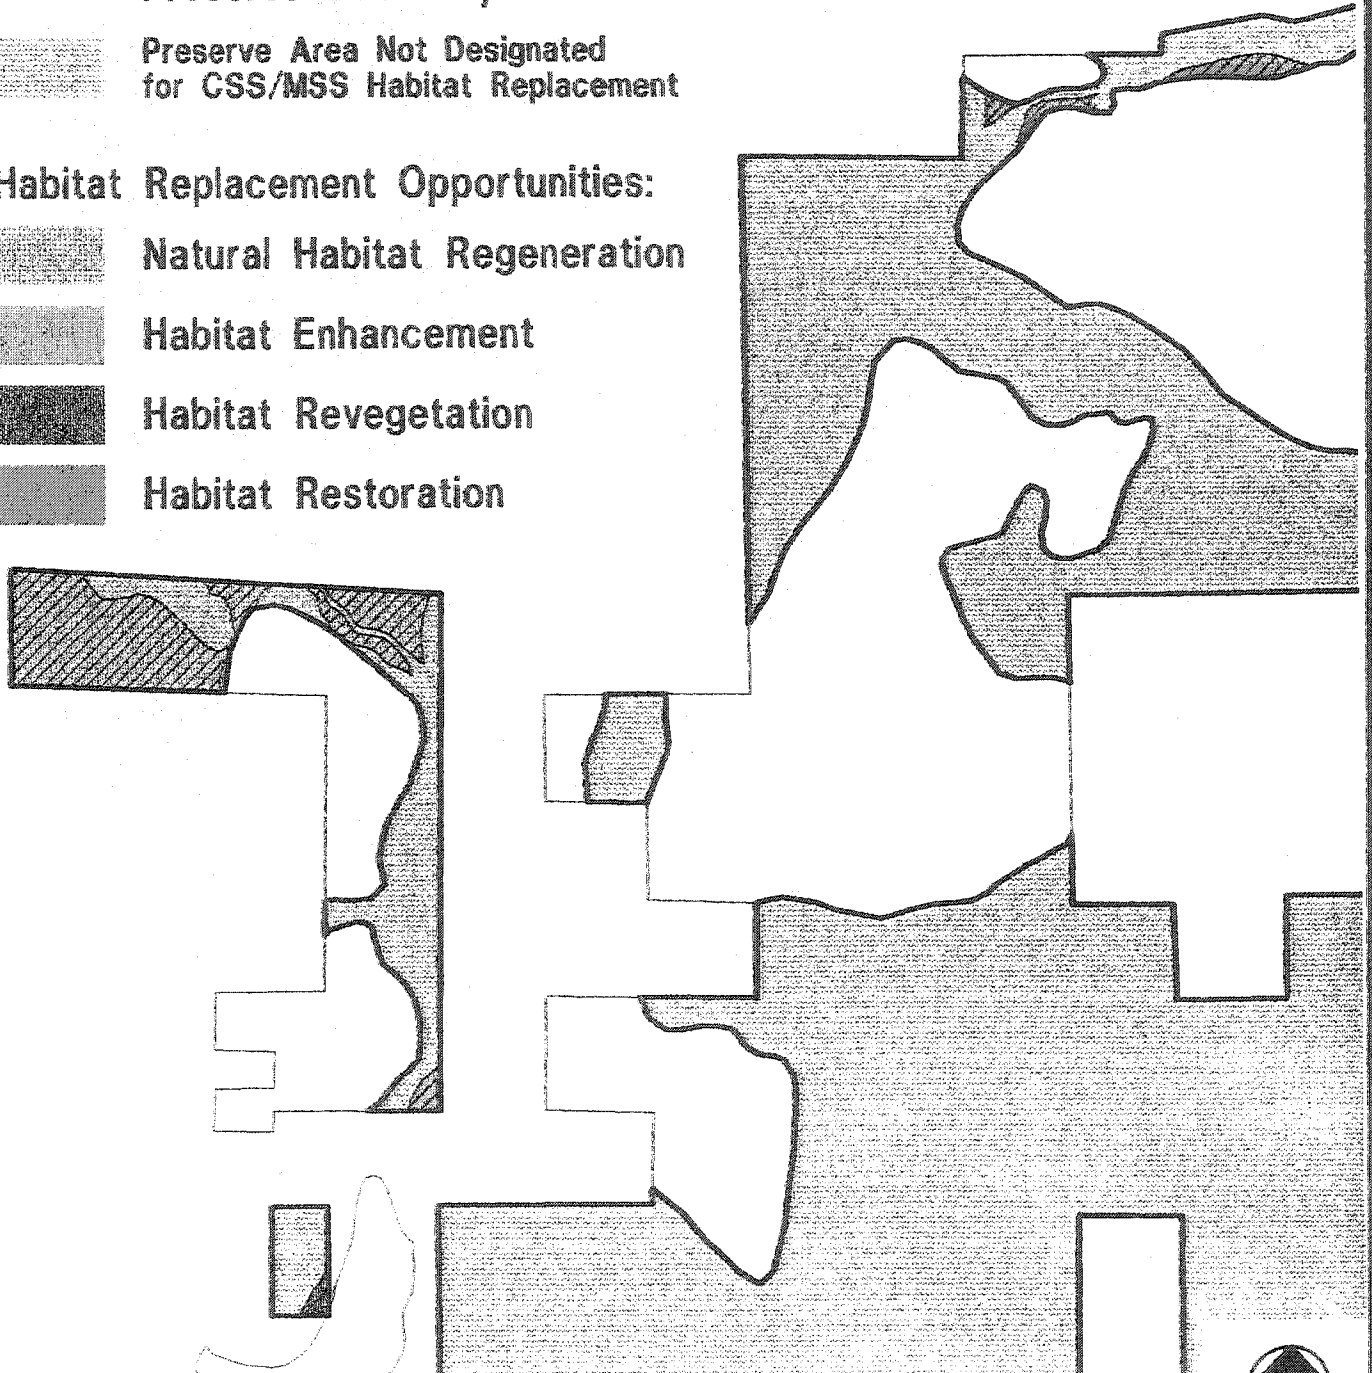 Preserve Area Not Designated
for CSS/MSS Habitat Replacement
Habitat Replacement Opportunities:
Natural Habitat Regeneration
Habitat Enhancement
Habitat Revegetation
Habitat Restoration